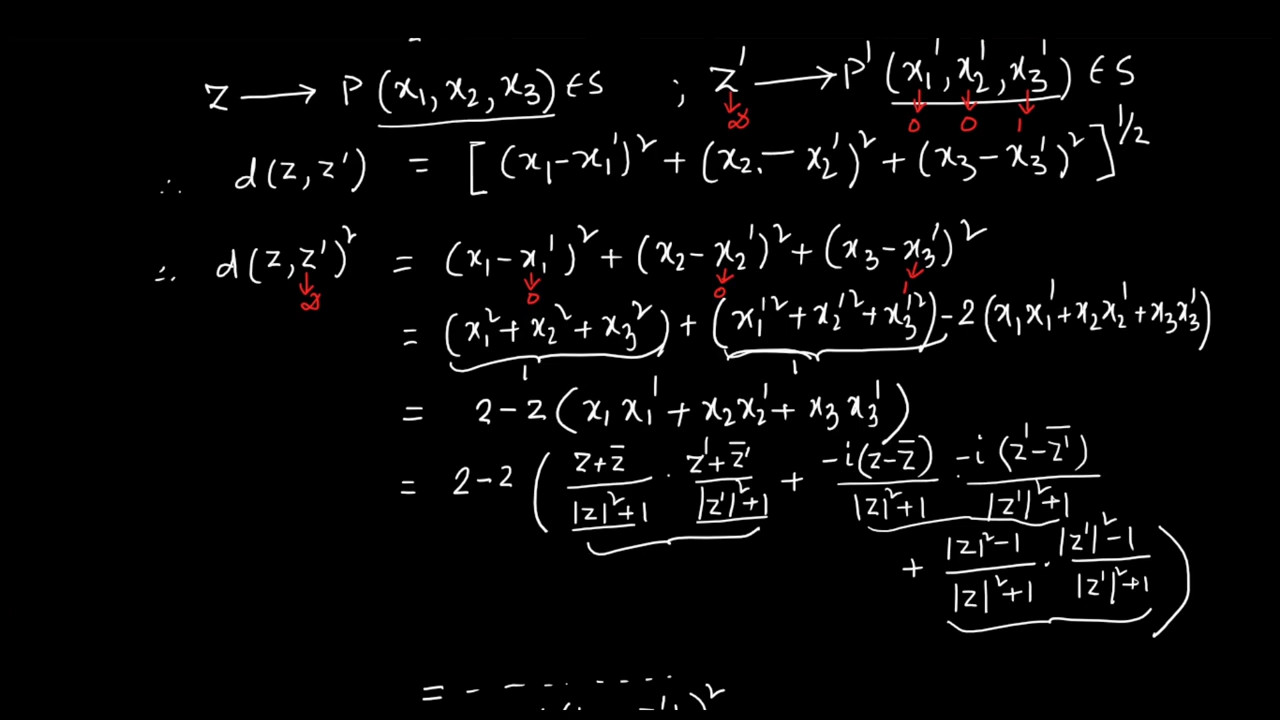 z ⟶ P (x₁, x₂, x₃) ∈ S ; z' ⟶ P' (x₁', x₂', x₃') ∈ S
∞ 0 0 1
∴ d(z, z') = [(x₁-x₁')² + (x₂-x₂')² + (x₃-x₃')²]^{1/2}
∴ d(z, z')² = (x₁-x₁')² + (x₂-x₂')² + (x₃-x₃')²
∞ 0 0 1
= (x₁²+x₂²+x₃²) + (x₁'²+x₂'²+x₃'²) - 2(x₁x₁'+x₂x₂'+x₃x₃')
1 1
= 2-2(x₁x₁' + x₂x₂' + x₃x₃')
= 2-2( (z+z̄)/(|z|²+1) · (z'+z̄')/(|z'|²+1) + (-i(z-z̄))/(|z|²+1) · (-i(z'-z̄'))/(|z'|²+1)
+ (|z|²-1)/(|z|²+1) · (|z'|²-1)/(|z'|²+1) )
= - - - - - - -